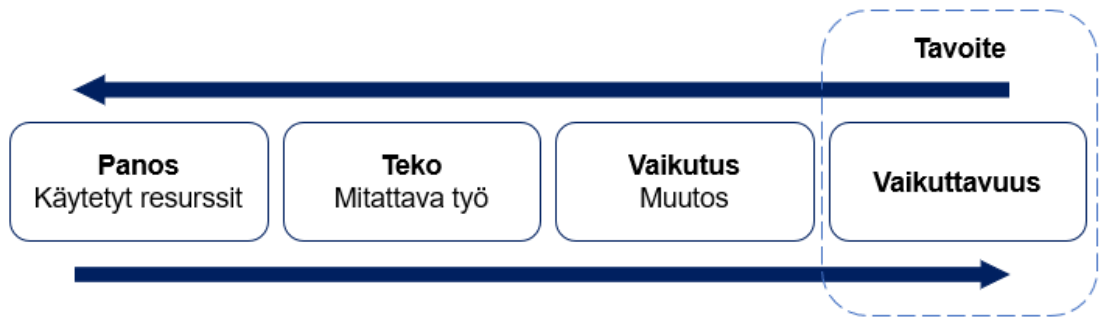 Tavoite
Panos
Käytetyt resurssit
Teko
Mitattava työ
Vaikutus
Muutos
Vaikuttavuus